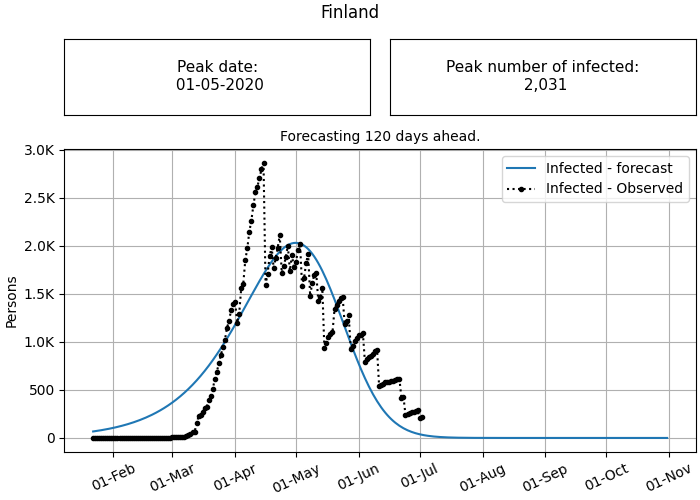 Finland
Peak date:
01-05-2020
Peak number of infected:
2,031
Forecasting 120 days ahead.
3.0K
2.5K
2.0K
1.5K
1.0K
500
0
Persons
Infected - forecast
Infected - Observed
01-Feb
01-Mar
01-Apr
01-May
01-Jun
01-Jul
01-Aug
01-Sep
01-Oct
01-Nov